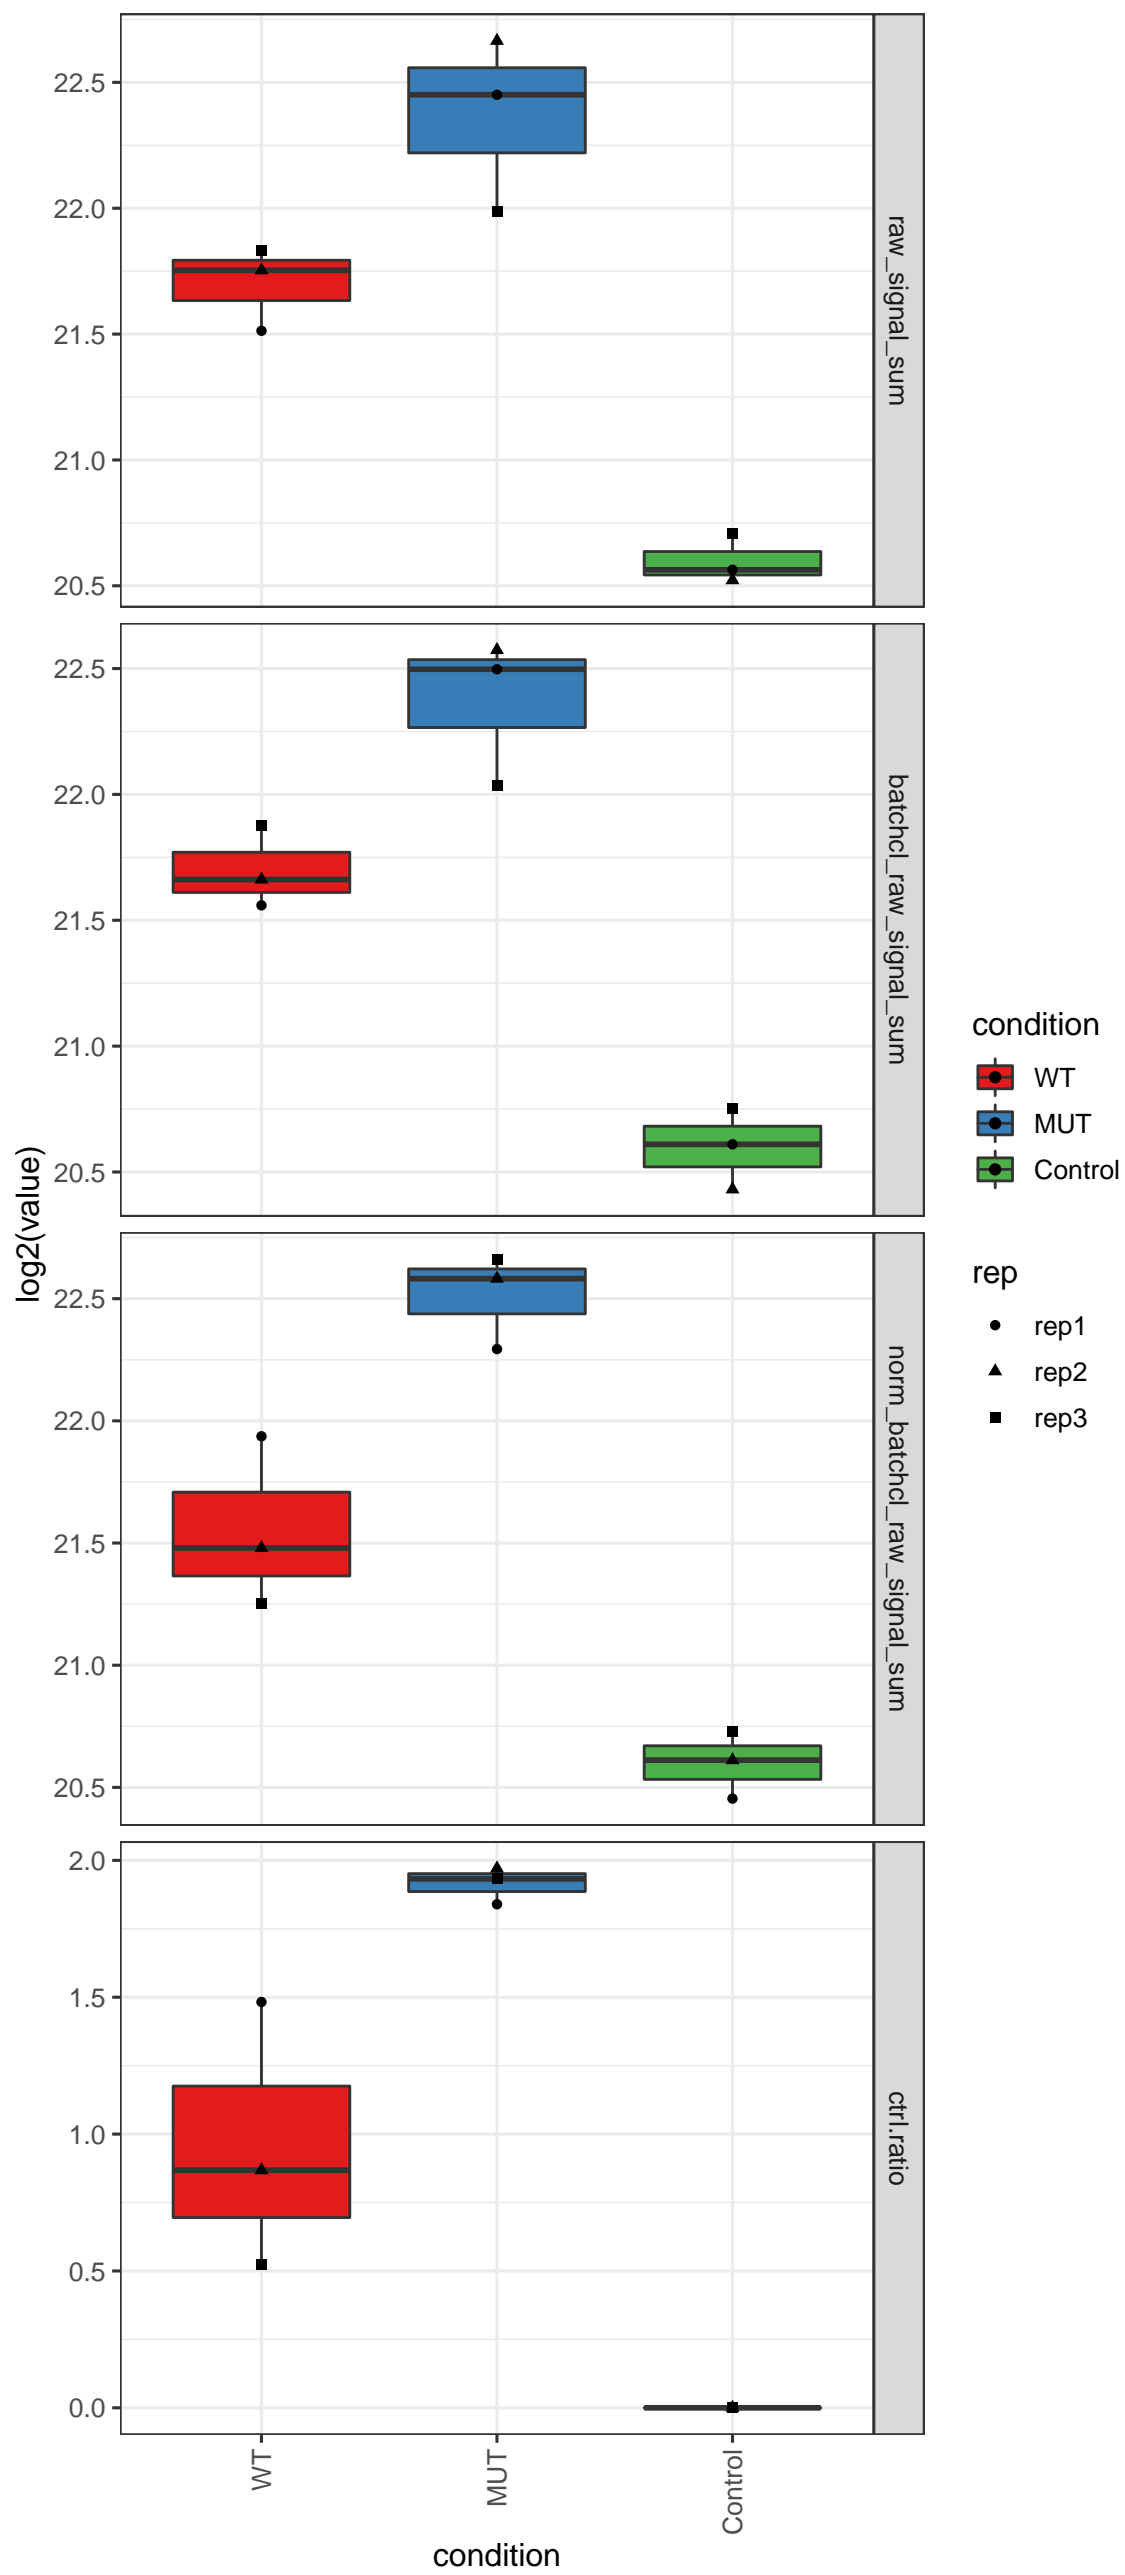 log2(value)
22.5
22.0
21.5
21.0
20.5
raw_signal_sum
22.5
22.0
21.5
21.0
20.5
batchcl_raw_signal_sum
22.5
22.0
21.5
21.0
20.5
norm_batchcl_raw_signal_sum
2.0
1.5
1.0
0.5
0.0
ctrl.ratio
WT
MUT
Control
condition
condition
WT
MUT
Control
rep
rep1
rep2
rep3